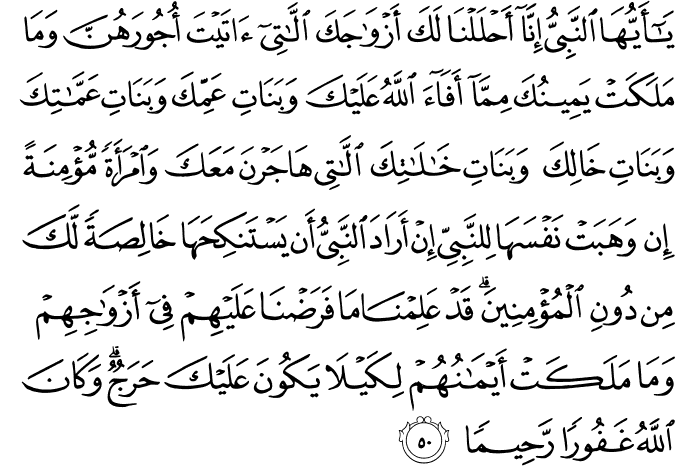 يَـٰٓأَيُّهَا ٱلنَّبِىُّ إِنَّآ أَحْلَلْنَا لَكَ أَزْوَٰجَكَ ٱلَّـٰتِىٓ ءَاتَيْتَ أُجُورَهُنَّ وَمَا
مَلَكَتْ يَمِينُكَ مِمَّآ أَفَآءَ ٱللَّهُ عَلَيْكَ وَبَنَاتِ عَمِّكَ وَبَنَاتِ عَمَّـٰتِكَ
وَبَنَاتِ خَالِكَ وَبَنَاتِ خَـٰلَـٰتِكَ ٱلَّـٰتِى هَاجَرْنَ مَعَكَ وَٱمْرَأَةً مُّؤْمِنَةً
إِن وَهَبَتْ نَفْسَهَا لِلنَّبِىِّ إِنْ أَرَادَ ٱلنَّبِىُّ أَن يَسْتَنكِحَهَا خَالِصَةً لَّكَ
مِن دُونِ ٱلْمُؤْمِنِينَ ۗ قَدْ عَلِمْنَا مَا فَرَضْنَا عَلَيْهِمْ فِىٓ أَزْوَٰجِهِمْ
وَمَا مَلَكَتْ أَيْمَـٰنُهُمْ لِكَيْلَا يَكُونَ عَلَيْكَ حَرَجٌ ۗ وَكَانَ
ٱللَّهُ غَفُورًا رَّحِيمًا ٥٠